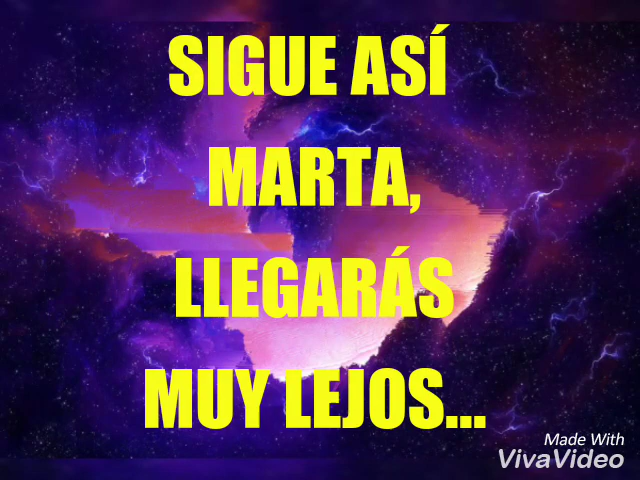 SIGUE ASÍ
MARTA,
LLEGARÁS
MUY LEJOS...
Made With
VivaVideo